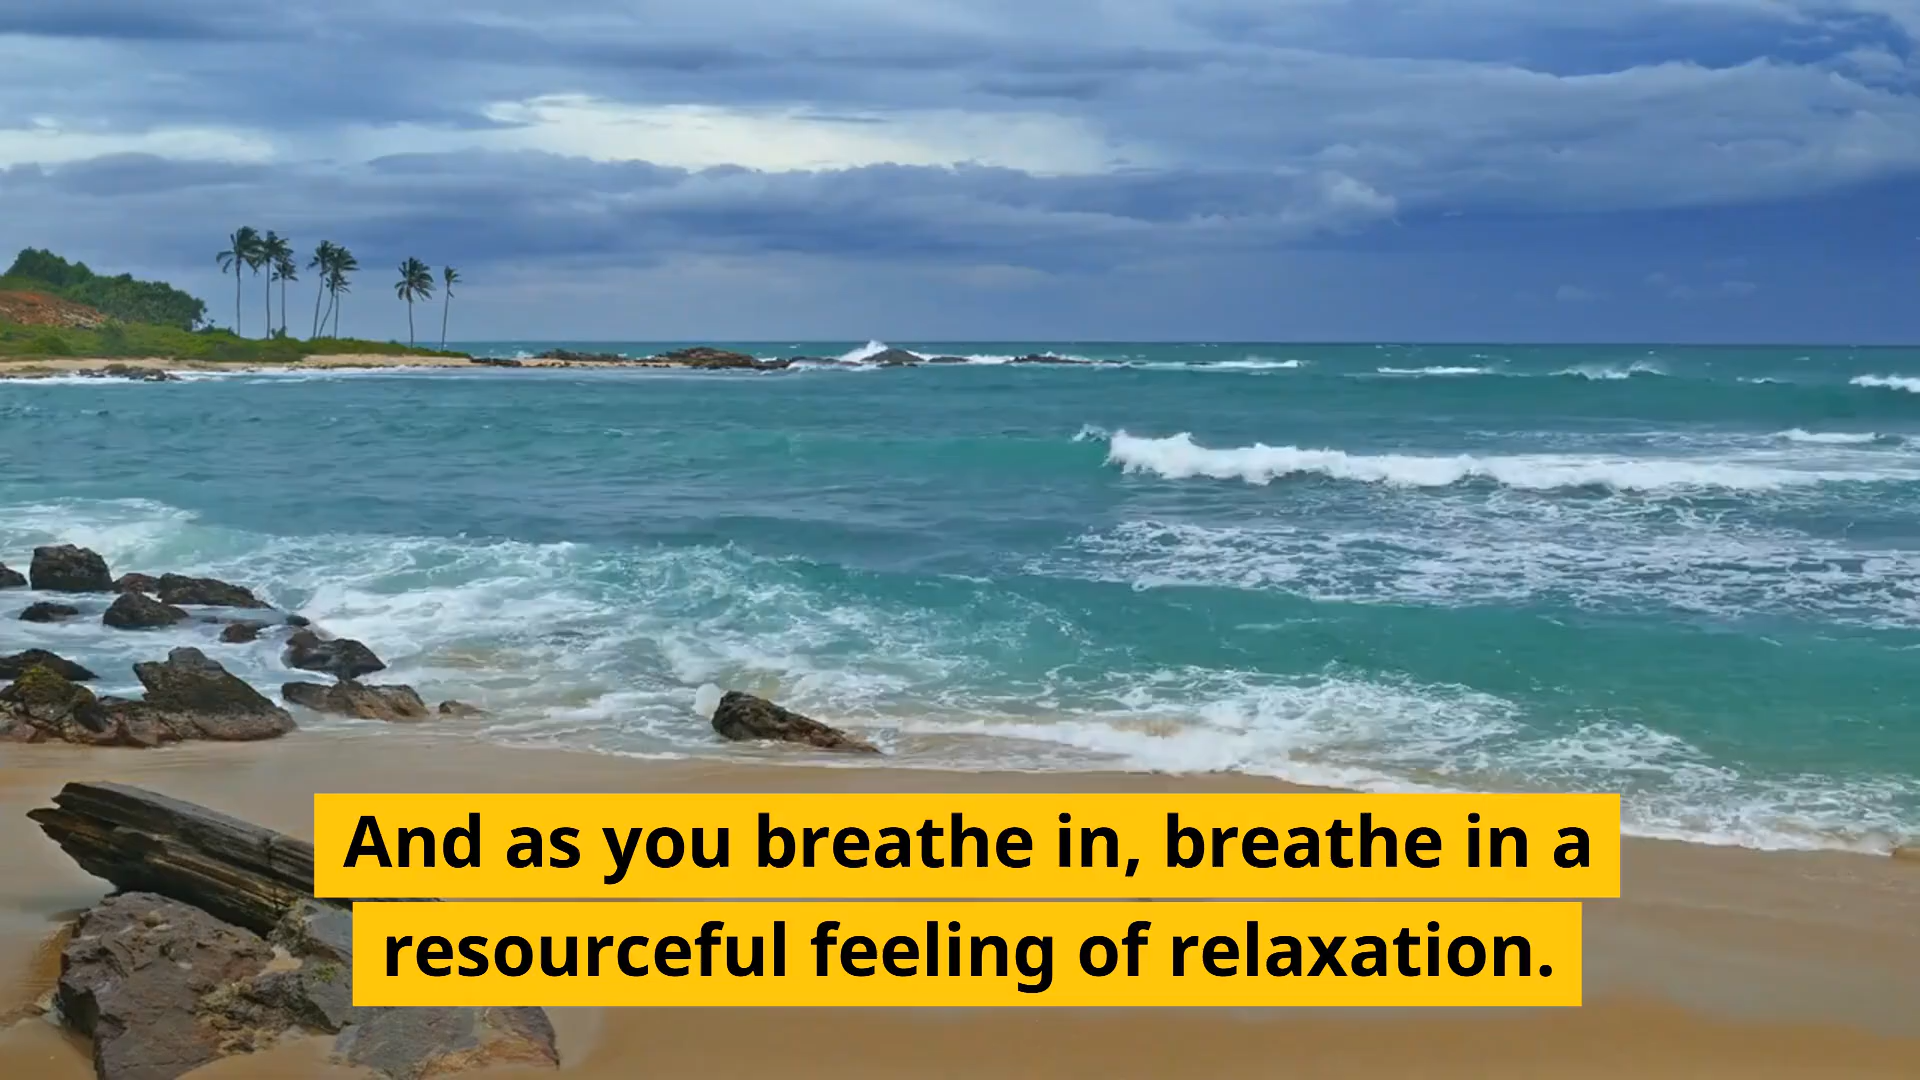 And as you breathe in, breathe in a
resourceful feeling of relaxation.